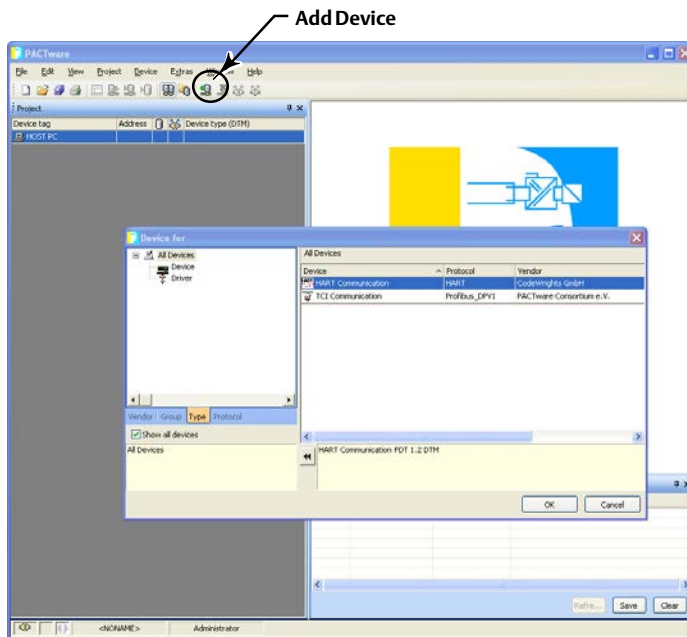 Add Device
PACTware
File Edit View Project Device Extras Help
Project
Device tag Address Device type (DTM)
HOST PC
Device for
All Devices
Device
Driver
All Devices
Device Protocol Vendor
HART Communication HART CodeWrights GmbH
TCI Communication Profibus_DPV1 PACTware Consortium e.V.
Vendor Group Type Protocol
Show all devices
All Devices
HART Communication FDT 1.2 DTM
OK Cancel
Save Clear
<NONAME> Administrator